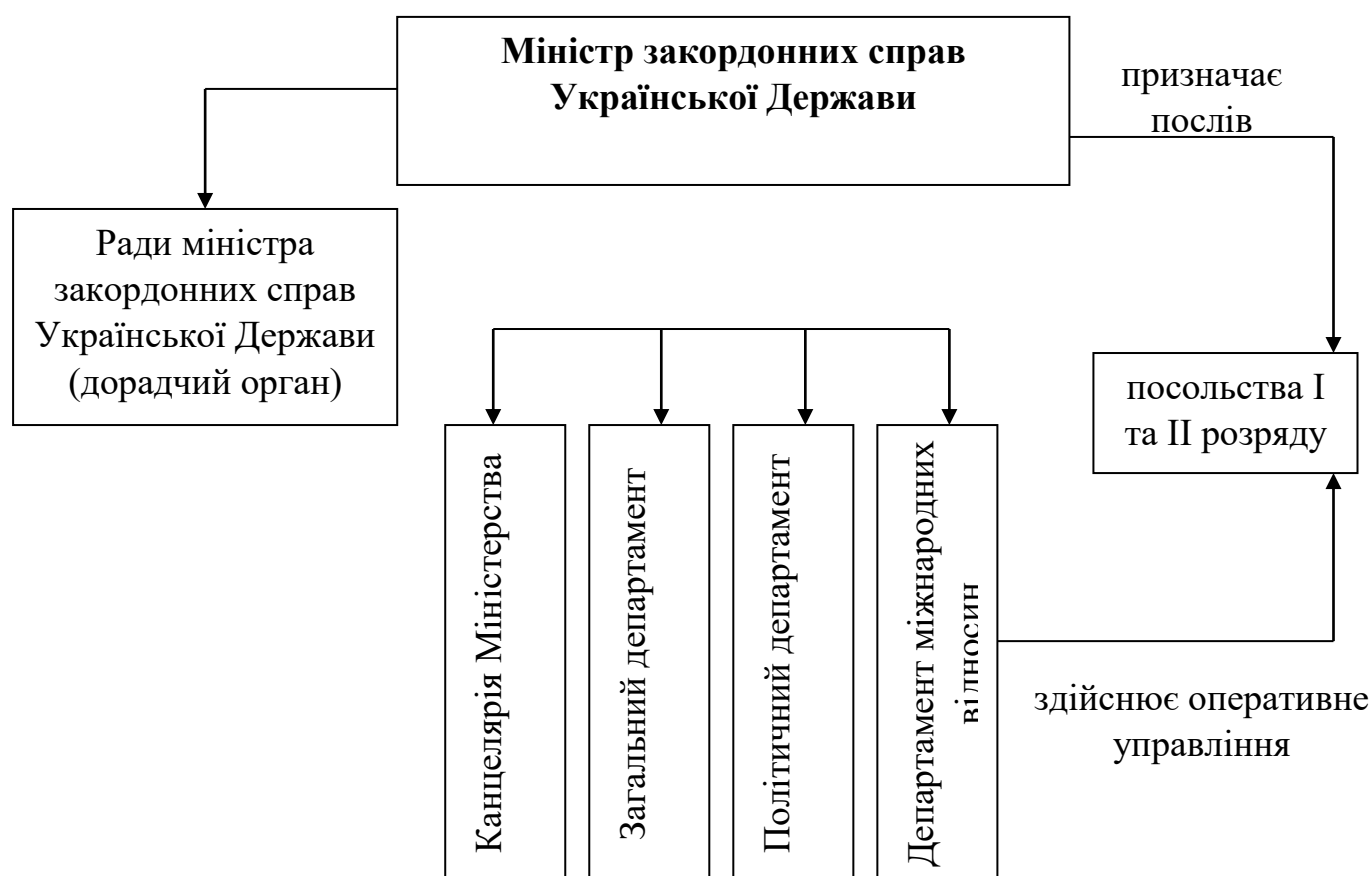 Міністр закордонних справ
Української Держави
призначає
послів
Ради міністра
закордонних справ
Української Держави
(дорадчий орган)
посольства І
та ІІ розряду
Канцелярія Міністерства
Загальний департамент
Політичний департамент
Департамент міжнародних
відносин
здійснює оперативне
управління